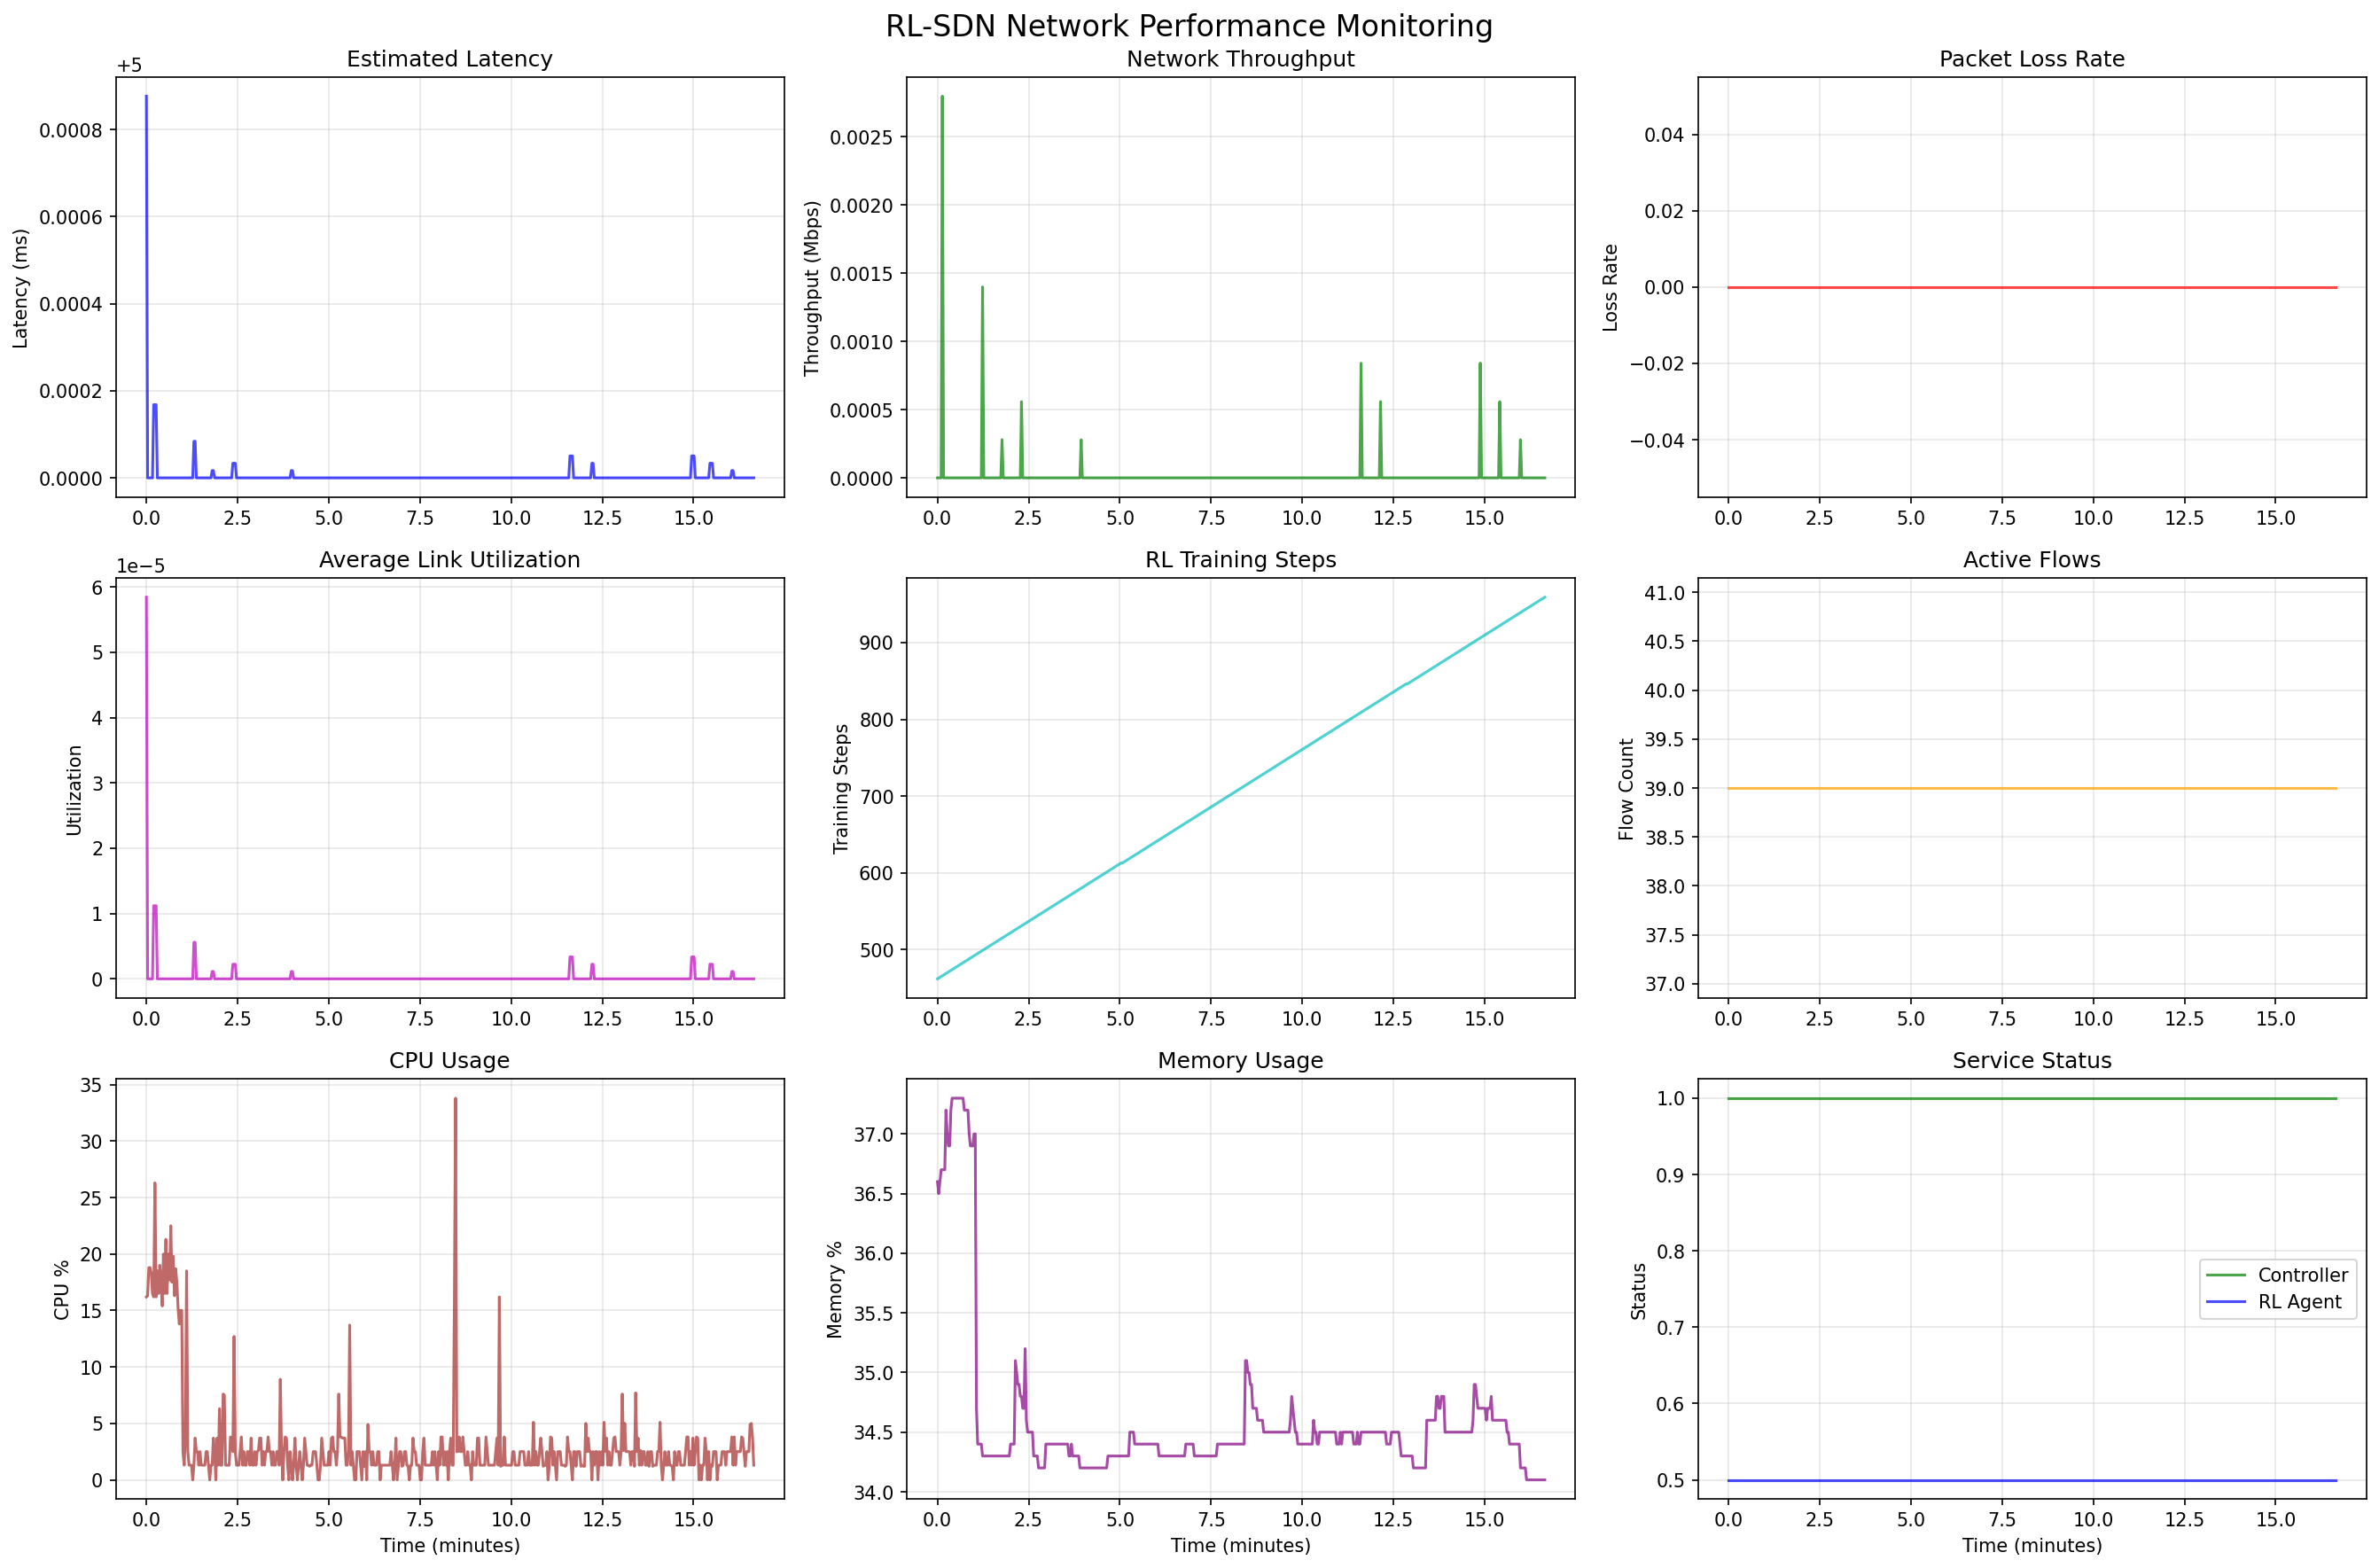 RL-SDN Network Performance Monitoring
Estimated Latency
+5
Latency (ms)
0.0008
0.0006
0.0004
0.0002
0.0000
0.0 2.5 5.0 7.5 10.0 12.5 15.0
Network Throughput
Throughput (Mbps)
0.0025
0.0020
0.0015
0.0010
0.0005
0.0000
0.0 2.5 5.0 7.5 10.0 12.5 15.0
Packet Loss Rate
Loss Rate
0.04
0.02
0.00
−0.02
−0.04
0.0 2.5 5.0 7.5 10.0 12.5 15.0
Average Link Utilization
1e−5
Utilization
6
5
4
3
2
1
0
0.0 2.5 5.0 7.5 10.0 12.5 15.0
RL Training Steps
Training Steps
900
800
700
600
500
0.0 2.5 5.0 7.5 10.0 12.5 15.0
Active Flows
Flow Count
41.0
40.5
40.0
39.5
39.0
38.5
38.0
37.5
37.0
0.0 2.5 5.0 7.5 10.0 12.5 15.0
CPU Usage
CPU %
35
30
25
20
15
10
5
0
0.0 2.5 5.0 7.5 10.0 12.5 15.0
Time (minutes)
Memory Usage
Memory %
37.0
36.5
36.0
35.5
35.0
34.5
34.0
0.0 2.5 5.0 7.5 10.0 12.5 15.0
Time (minutes)
Service Status
Status
1.0
0.9
0.8
0.7
0.6
0.5
Controller
RL Agent
0.0 2.5 5.0 7.5 10.0 12.5 15.0
Time (minutes)